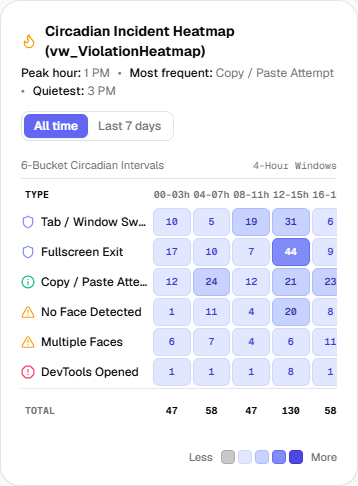 Circadian Incident Heatmap
(vw_ViolationHeatmap)
Peak hour: 1 PM • Most frequent: Copy / Paste Attempt
• Quietest: 3 PM
All time Last 7 days
6-Bucket Circadian Intervals 4-Hour Windows
TYPE 00-03h 04-07h 08-11h 12-15h 16-1
Tab / Window Sw... 10 5 19 31 6
Fullscreen Exit 17 10 7 44 9
Copy / Paste Atte... 12 24 12 21 23
No Face Detected 1 11 4 20 8
Multiple Faces 6 7 4 6 11
DevTools Opened 1 1 1 8 1
TOTAL 47 58 47 130 58
Less More